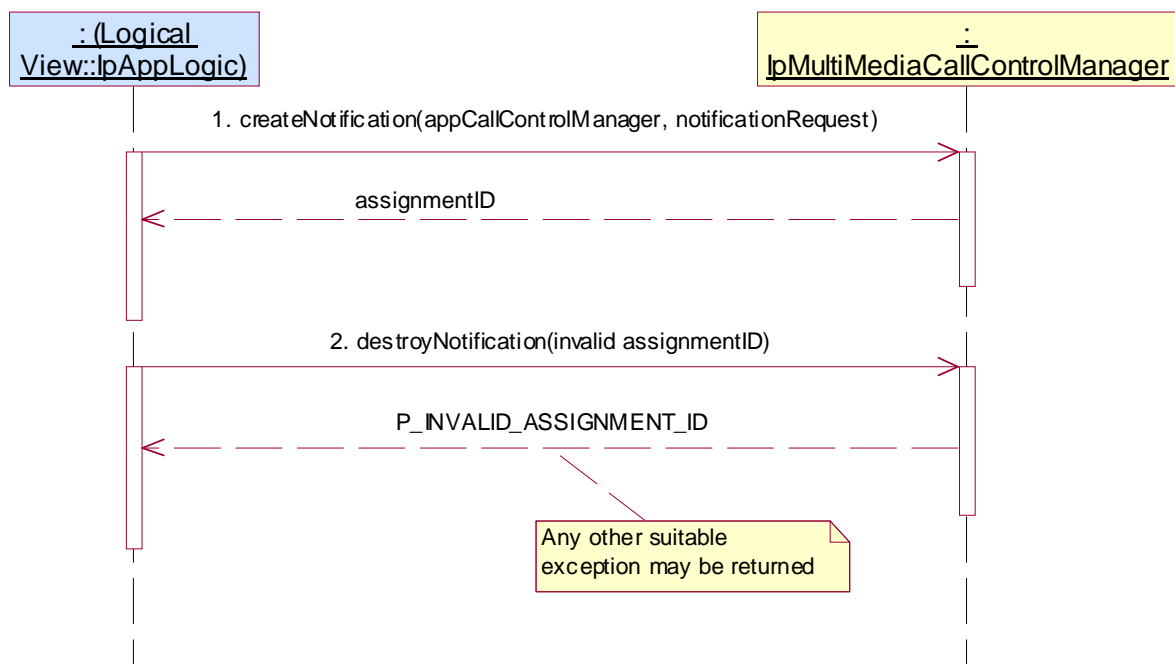 : (Logical
View::IpAppLogic)
:
IpMultiMediaCallControlManager
1. createNotification(appCallControlManager, notificationRequest)
assignmentID
2. destroyNotification(invalid assignmentID)
P_INVALID_ASSIGNMENT_ID
Any other suitable
exception may be returned